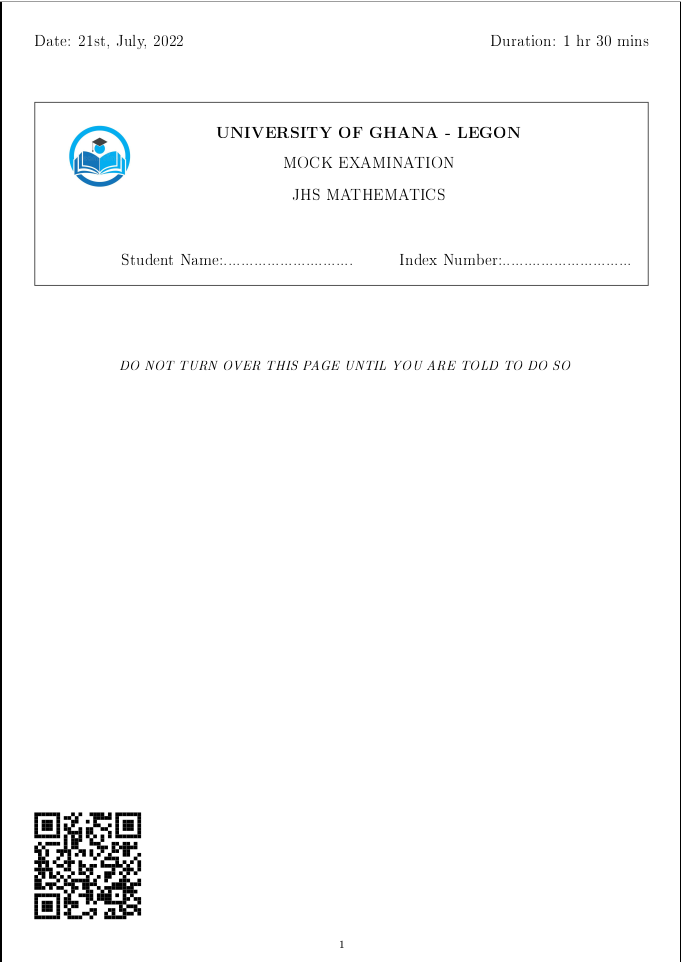 Date: 21st, July, 2022 Duration: 1 hr 30 mins
UNIVERSITY OF GHANA - LEGON
MOCK EXAMINATION
JHS MATHEMATICS
Student Name:.............................. Index Number:..............................
DO NOT TURN OVER THIS PAGE UNTIL YOU ARE TOLD TO DO SO
1